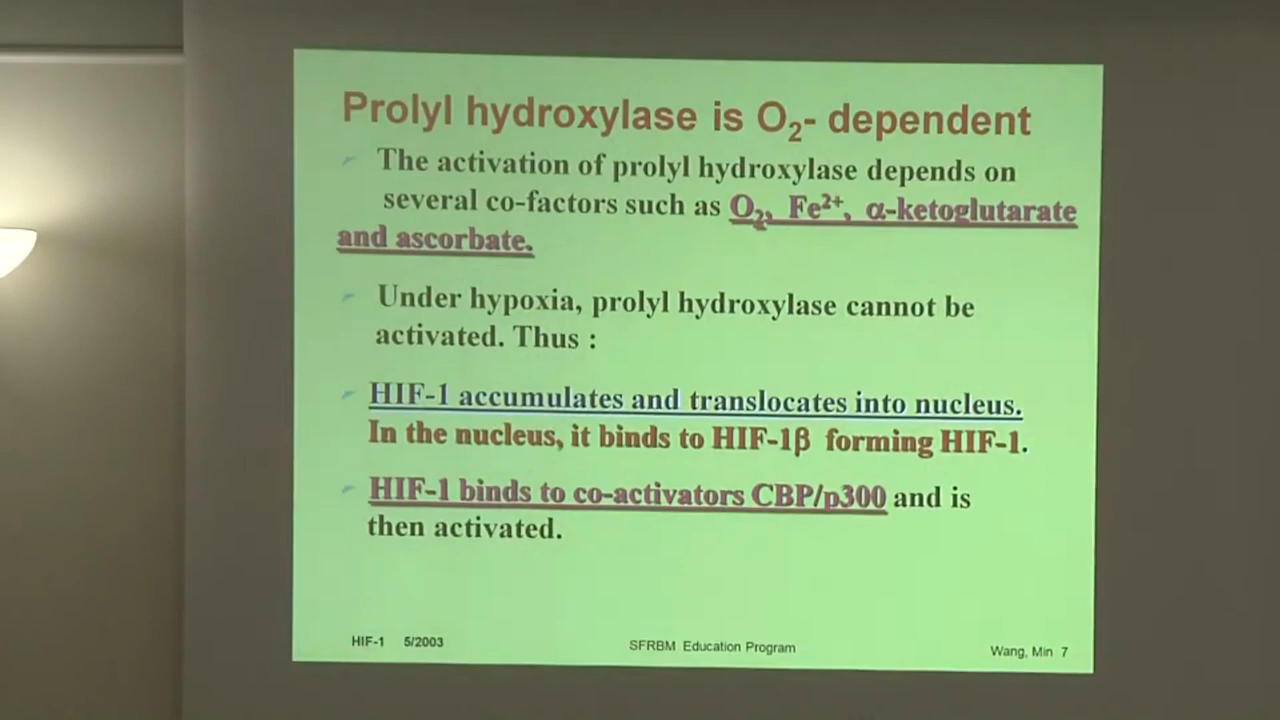 Prolyl hydroxylase is O₂- dependent
The activation of prolyl hydroxylase depends on
several co-factors such as O₂, Fe²⁺, α-ketoglutarate
and ascorbate.
Under hypoxia, prolyl hydroxylase cannot be
activated. Thus :
HIF-1 accumulates and translocates into nucleus.
In the nucleus, it binds to HIF-1β forming HIF-1.
HIF-1 binds to co-activators CBP/p300 and is
then activated.
HIF-1 5/2003 SFRBM Education Program Wang, Min 7